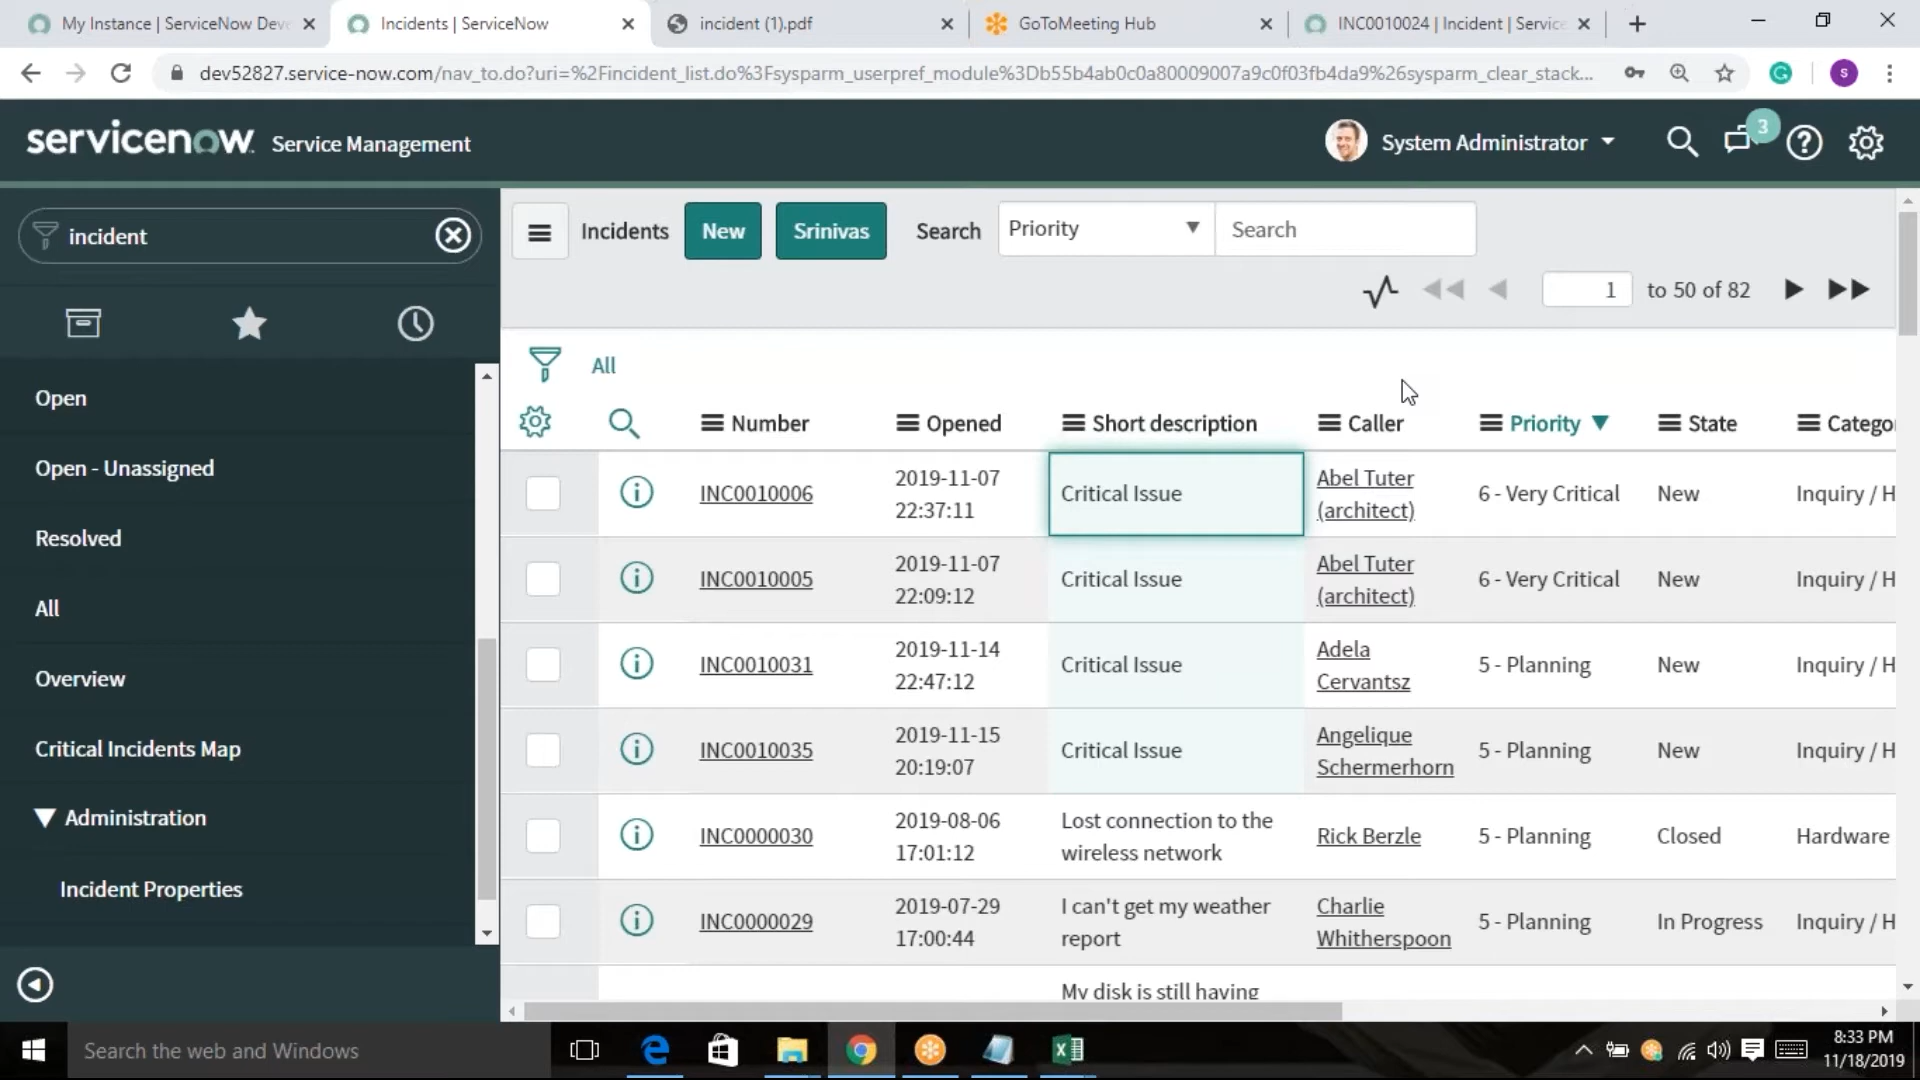 My Instance | ServiceNow Deve
Incidents | ServiceNow
incident (1).pdf
GoToMeeting Hub
INC0010024 | Incident | Service
dev52827.service-now.com/nav_to.do?uri=%2Fincident_list.do%3Fsysparm_userpref_module%3Db55b4ab0c0a80009007a9c0f03fb4da9%26sysparm_clear_stack...
S
servicenow Service Management
System Administrator
3
incident
Incidents
New
Srinivas
Search
Priority
Search
1 to 50 of 82
All
Open
Open - Unassigned
Resolved
All
Overview
Critical Incidents Map
Administration
Incident Properties
Number Opened Short description Caller Priority State Catego
INC0010006 2019-11-07 22:37:11 Critical Issue Abel Tuter (architect) 6 - Very Critical New Inquiry / H
INC0010005 2019-11-07 22:09:12 Critical Issue Abel Tuter (architect) 6 - Very Critical New Inquiry / H
INC0010031 2019-11-14 22:47:12 Critical Issue Adela Cervantsz 5 - Planning New Inquiry / H
INC0010035 2019-11-15 20:19:07 Critical Issue Angelique Schermerhorn 5 - Planning New Inquiry / H
INC0000030 2019-08-06 17:01:12 Lost connection to the wireless network Rick Berzle 5 - Planning Closed Hardware
INC0000029 2019-07-29 17:00:44 I can't get my weather report Charlie Whitherspoon 5 - Planning In Progress Inquiry / H
My disk is still having
Search the web and Windows
8:33 PM
11/18/2019